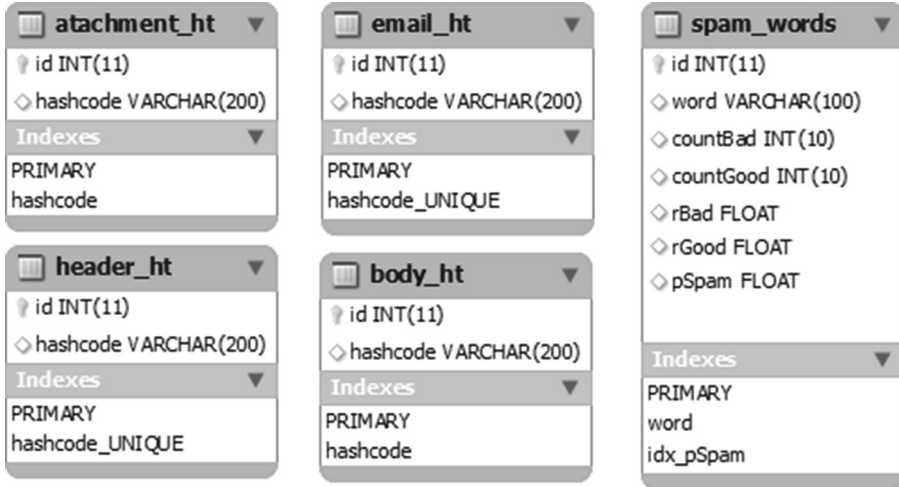 atachment_ht
id INT(11)
hashcode VARCHAR(200)
Indexes
PRIMARY
hashcode
email_ht
id INT(11)
hashcode VARCHAR(200)
Indexes
PRIMARY
hashcode_UNIQUE
spam_words
id INT(11)
word VARCHAR(100)
countBad INT(10)
countGood INT(10)
rBad FLOAT
rGood FLOAT
pSpam FLOAT
Indexes
PRIMARY
word
idx_pSpam
header_ht
id INT(11)
hashcode VARCHAR(200)
Indexes
PRIMARY
hashcode_UNIQUE
body_ht
id INT(11)
hashcode VARCHAR(200)
Indexes
PRIMARY
hashcode